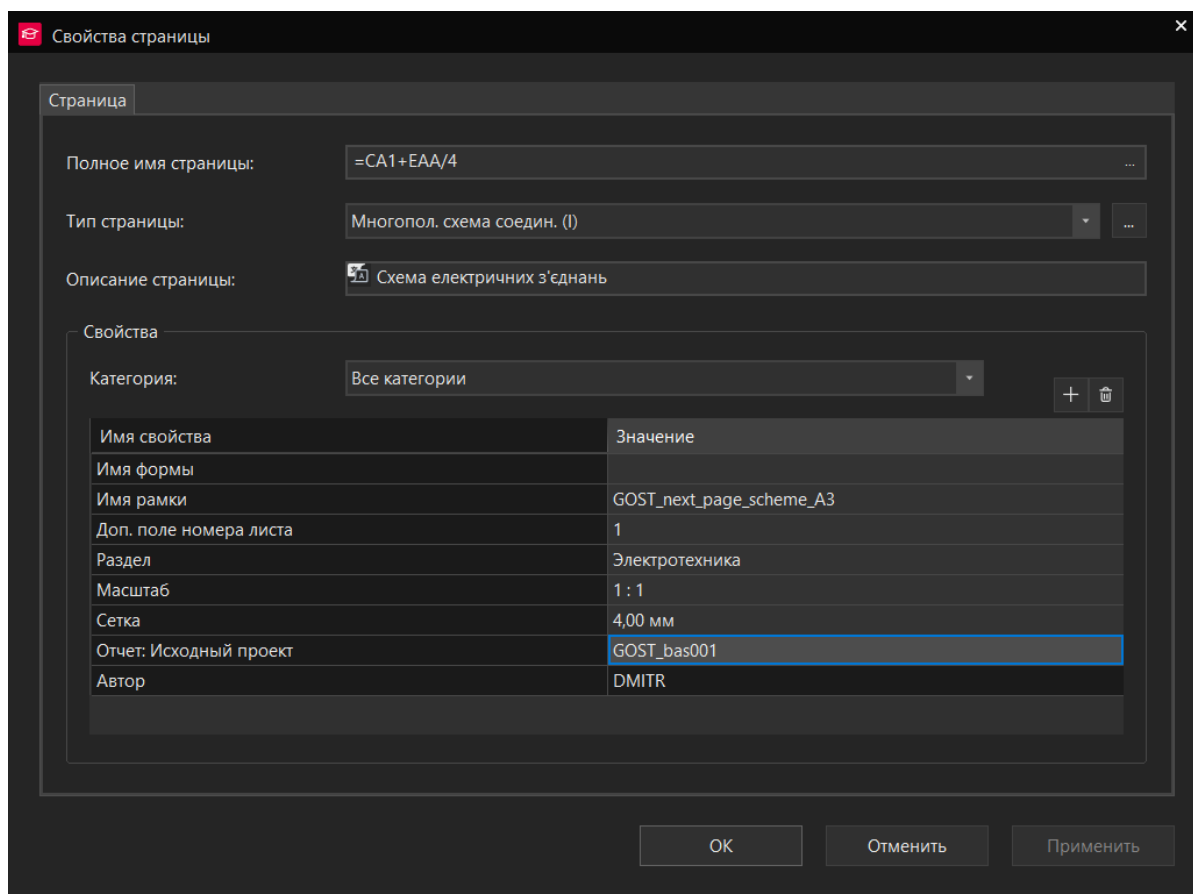 Свойства страницы
Страница
Полное имя страницы: =CA1+EAA/4 ...
Тип страницы: Многопол. схема соедин. (I) ...
Описание страницы: Схема електричних з'єднань
Свойства
Категория: Все категории
Имя свойства Значение
Имя формы
Имя рамки GOST_next_page_scheme_A3
Доп. поле номера листа 1
Раздел Электротехника
Масштаб 1 : 1
Сетка 4,00 мм
Отчет: Исходный проект GOST_bas001
Автор DMITR
OK Отменить Применить